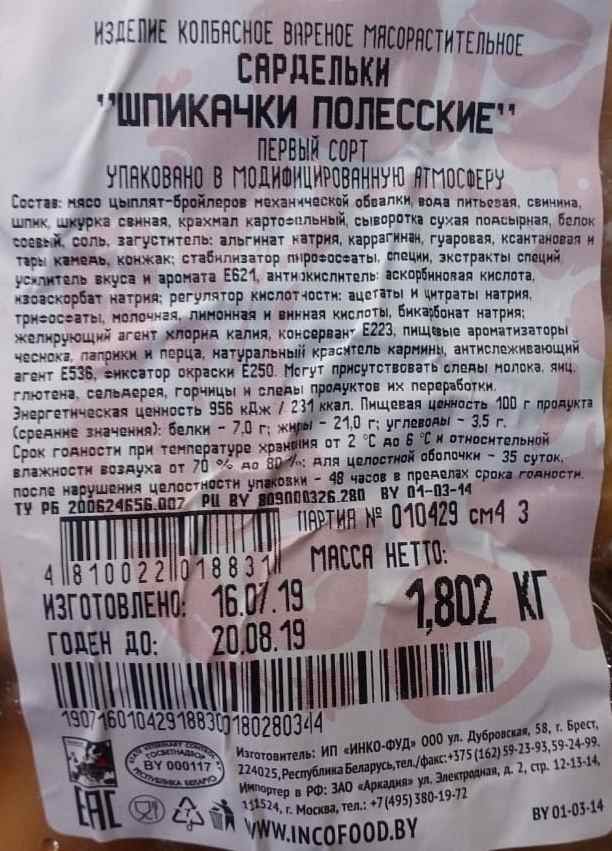 ИЗДЕЛИЕ КОЛБАСНОЕ ВАРЕНОЕ МЯСОРАСТИТЕЛЬНОЕ
САРДЕЛЬКИ
"ШПИКАЧКИ ПОЛЕССКИЕ"
ПЕРВЫЙ СОРТ
УПАКОВАНО В МОДИФИЦИРОВАННУЮ АТМОСФЕРУ
Состав: мясо цыплят-бройлеров механической обвалки, вода питьевая, свинина,
шпик, шкурка свиная, крахмал картофельный, сыворотка сухая подсырная, белок
соевый, соль, загуститель: альгинат натрия, каррагинан, гуаровая, ксантановая и
тары камедь, конжак; стабилизатор пирофосфаты, специи, экстракты специй,
усилитель вкуса и аромата Е621, антиокислитель: аскорбиновая кислота,
изоаскорбат натрия; регулятор кислотности: ацетаты и цитраты натрия,
трифосфаты, молочная, лимонная и винная кислоты, бикарбонат натрия;
желирующий агент хлорид калия, консервант Е223, пищевые ароматизаторы
чеснока, паприки и перца, натуральный краситель кармины, антислеживающий
агент Е536, фиксатор окраски Е250. Могут присутствовать следы молока, яиц,
глютена, сельдерея, горчицы и следы продуктов их переработки.
Энергетическая ценность 956 кДж / 231 ккал. Пищевая ценность 100 г продукта
(средние значения): белки - 7,0 г; жиры - 21,0 г; углеводы - 3,5 г.
Срок годности при температуре хранения от 2 °С до 6 °С и относительной
влажности воздуха от 70 % до 80 %: для целостной оболочки - 35 суток,
после нарушения целостности упаковки - 48 часов в пределах срока годности.
ТУ РБ 200624656.007 РЦ BY 809000326.280 BY 01-03-14
ПАРТИЯ № 010429 см4 3
4 810022 018831
МАССА НЕТТО:
1,802 КГ
ИЗГОТОВЛЕНО: 16.07.19
ГОДЕН ДО: 20.08.19
BY 000117
РЕСПУБЛИКА БЕЛАРУСЬ
ЕАС
Изготовитель: ИП «ИНКО-ФУД» ООО ул. Дубровская, 58, г. Брест,
224025, Республика Беларусь, тел./факс:+375 (162) 59-23-93, 59-24-99.
Импортер в РФ: ЗАО «Аркадия» ул. Электродная, д. 2, стр. 12-13-14,
111524, г. Москва, тел.: +7 (495) 380-19-72
WWW.INCOFOOD.BY
BY 01-03-14